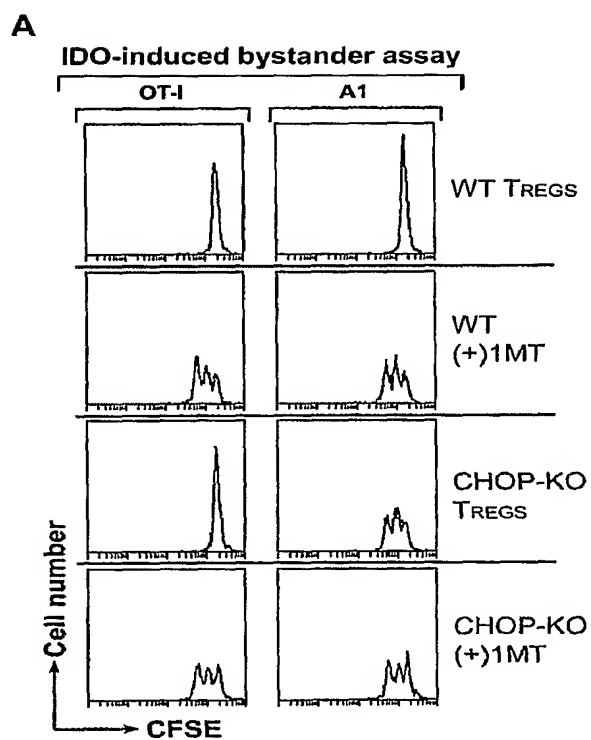 A
IDO-induced bystander assay
OT-I
A1
WT TREGS
WT
(+)1MT
CHOP-KO
TREGS
CHOP-KO
(+)1MT
Cell number
CFSE